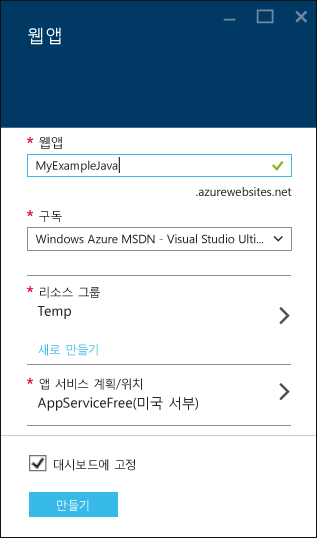 웹앱
* 웹앱
MyExampleJava
.azurewebsites.net
* 구독
Windows Azure MSDN - Visual Studio Ulti...
* 리소스 그룹
Temp
새로 만들기
* 앱 서비스 계획/위치
AppServiceFree(미국 서부)
대시보드에 고정
만들기